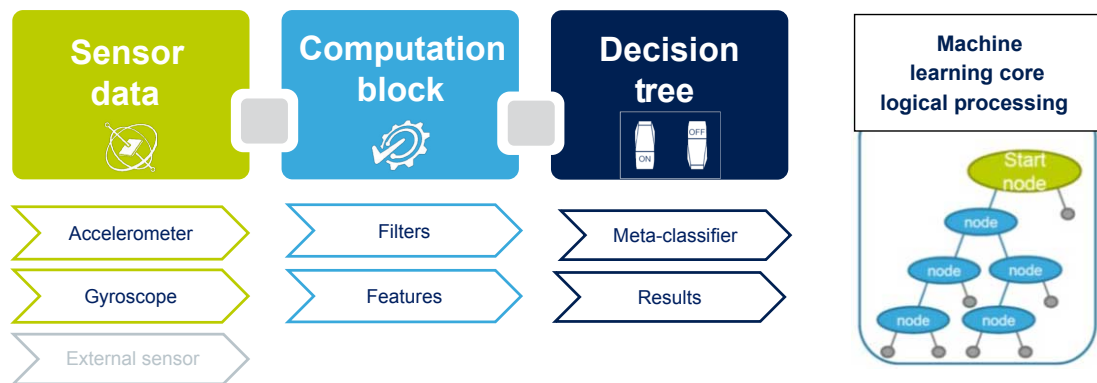 Sensor
data
Computation
block
Decision
tree
ON
OFF
Accelerometer
Gyroscope
External sensor
Filters
Features
Meta-classifier
Results
Machine
learning core
logical processing
Start
node
node
node
node
node
node